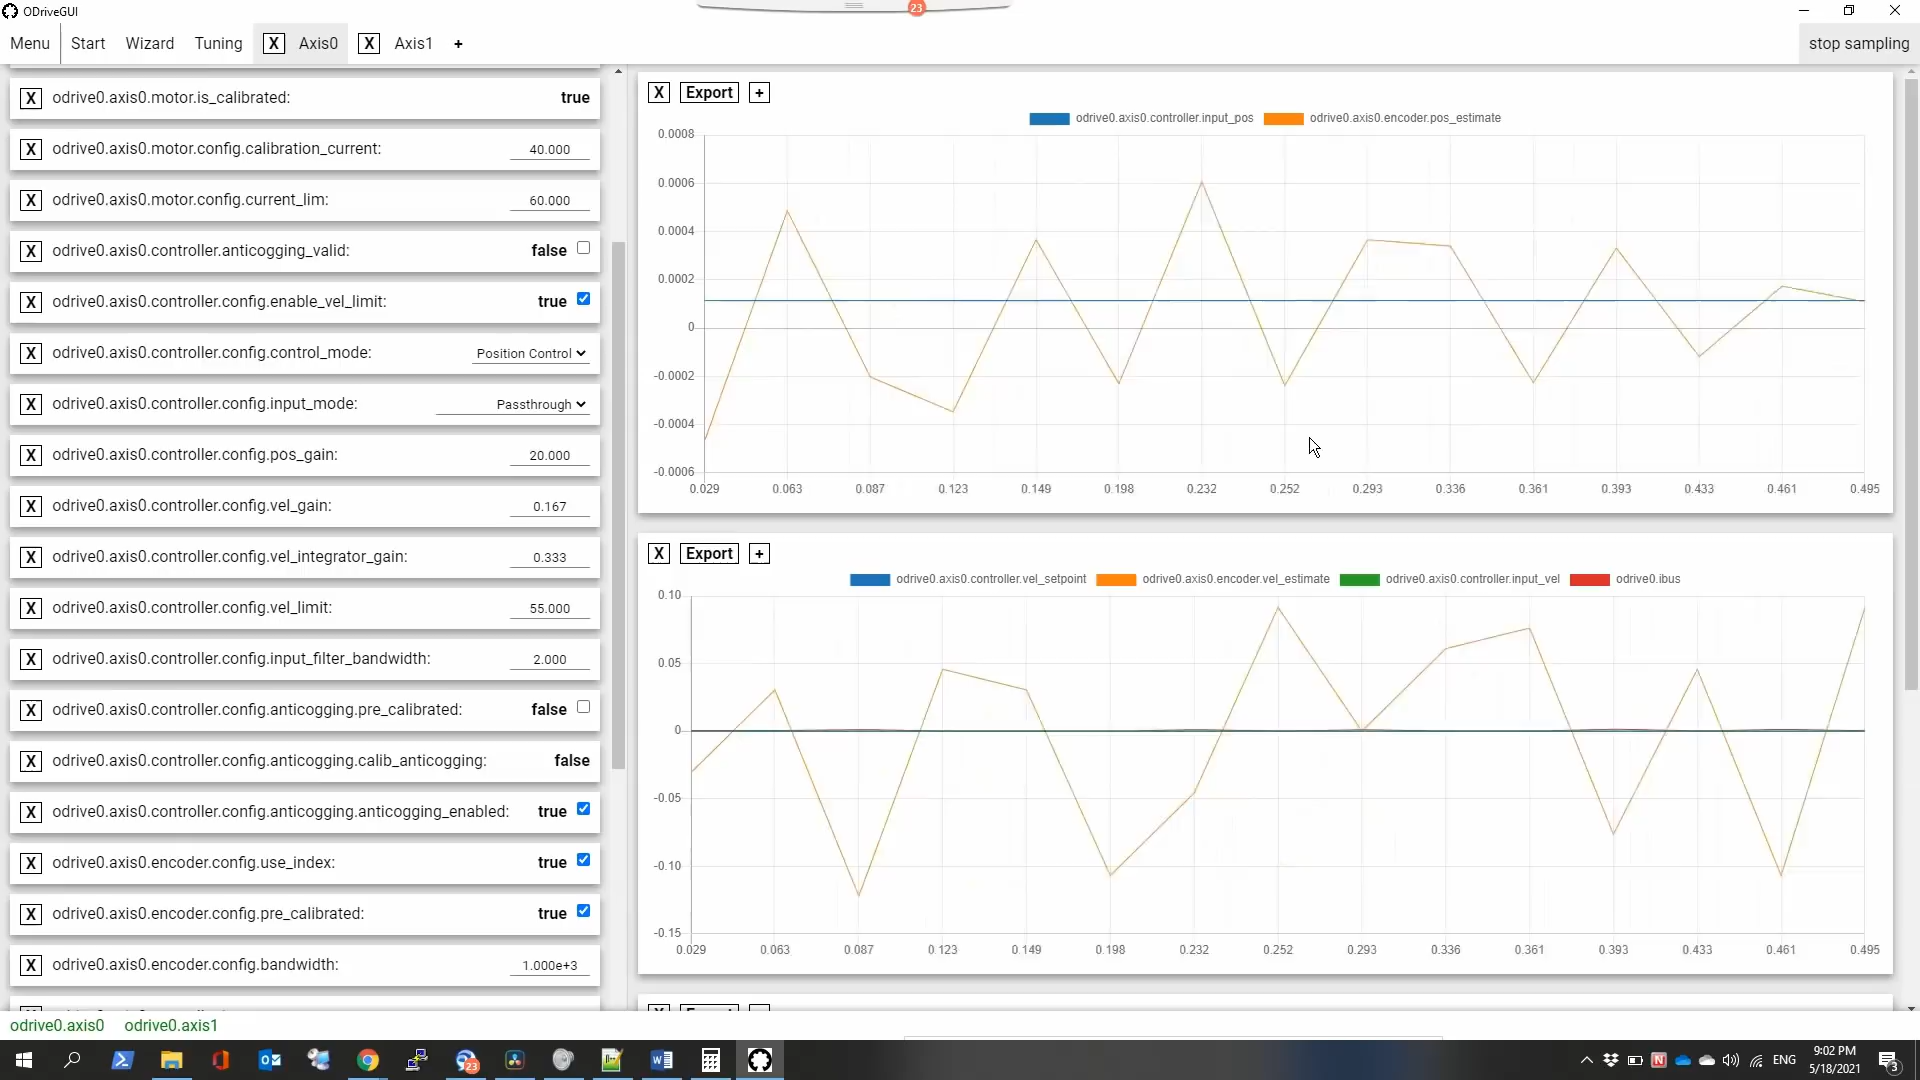 ODriveGUI
23
Menu Start Wizard Tuning X Axis0 X Axis1 + stop sampling
X odrive0.axis0.motor.is_calibrated: true
X odrive0.axis0.motor.config.calibration_current: 40.000
X odrive0.axis0.motor.config.current_lim: 60.000
X odrive0.axis0.controller.anticogging_valid: false
X odrive0.axis0.controller.config.enable_vel_limit: true
X odrive0.axis0.controller.config.control_mode: Position Control
X odrive0.axis0.controller.config.input_mode: Passthrough
X odrive0.axis0.controller.config.pos_gain: 20.000
X odrive0.axis0.controller.config.vel_gain: 0.167
X odrive0.axis0.controller.config.vel_integrator_gain: 0.333
X odrive0.axis0.controller.config.vel_limit: 55.000
X odrive0.axis0.controller.config.input_filter_bandwidth: 2.000
X odrive0.axis0.controller.config.anticogging.pre_calibrated: false
X odrive0.axis0.controller.config.anticogging.calib_anticogging: false
X odrive0.axis0.controller.config.anticogging.anticogging_enabled: true
X odrive0.axis0.encoder.config.use_index: true
X odrive0.axis0.encoder.config.pre_calibrated: true
X odrive0.axis0.encoder.config.bandwidth: 1.000e+3
X Export +
odrive0.axis0.controller.input_pos odrive0.axis0.encoder.pos_estimate
0.0008
0.0006
0.0004
0.0002
0
-0.0002
-0.0004
-0.0006
0.029 0.063 0.087 0.123 0.149 0.198 0.232 0.252 0.293 0.336 0.361 0.393 0.433 0.461 0.495
X Export +
odrive0.axis0.controller.vel_setpoint odrive0.axis0.encoder.vel_estimate odrive0.axis0.controller.input_vel odrive0.ibus
0.10
0.05
0
-0.05
-0.10
-0.15
0.029 0.063 0.087 0.123 0.149 0.198 0.232 0.252 0.293 0.336 0.361 0.393 0.433 0.461 0.495
odrive0.axis0 odrive0.axis1
23
ENG
9:02 PM
5/18/2021
3